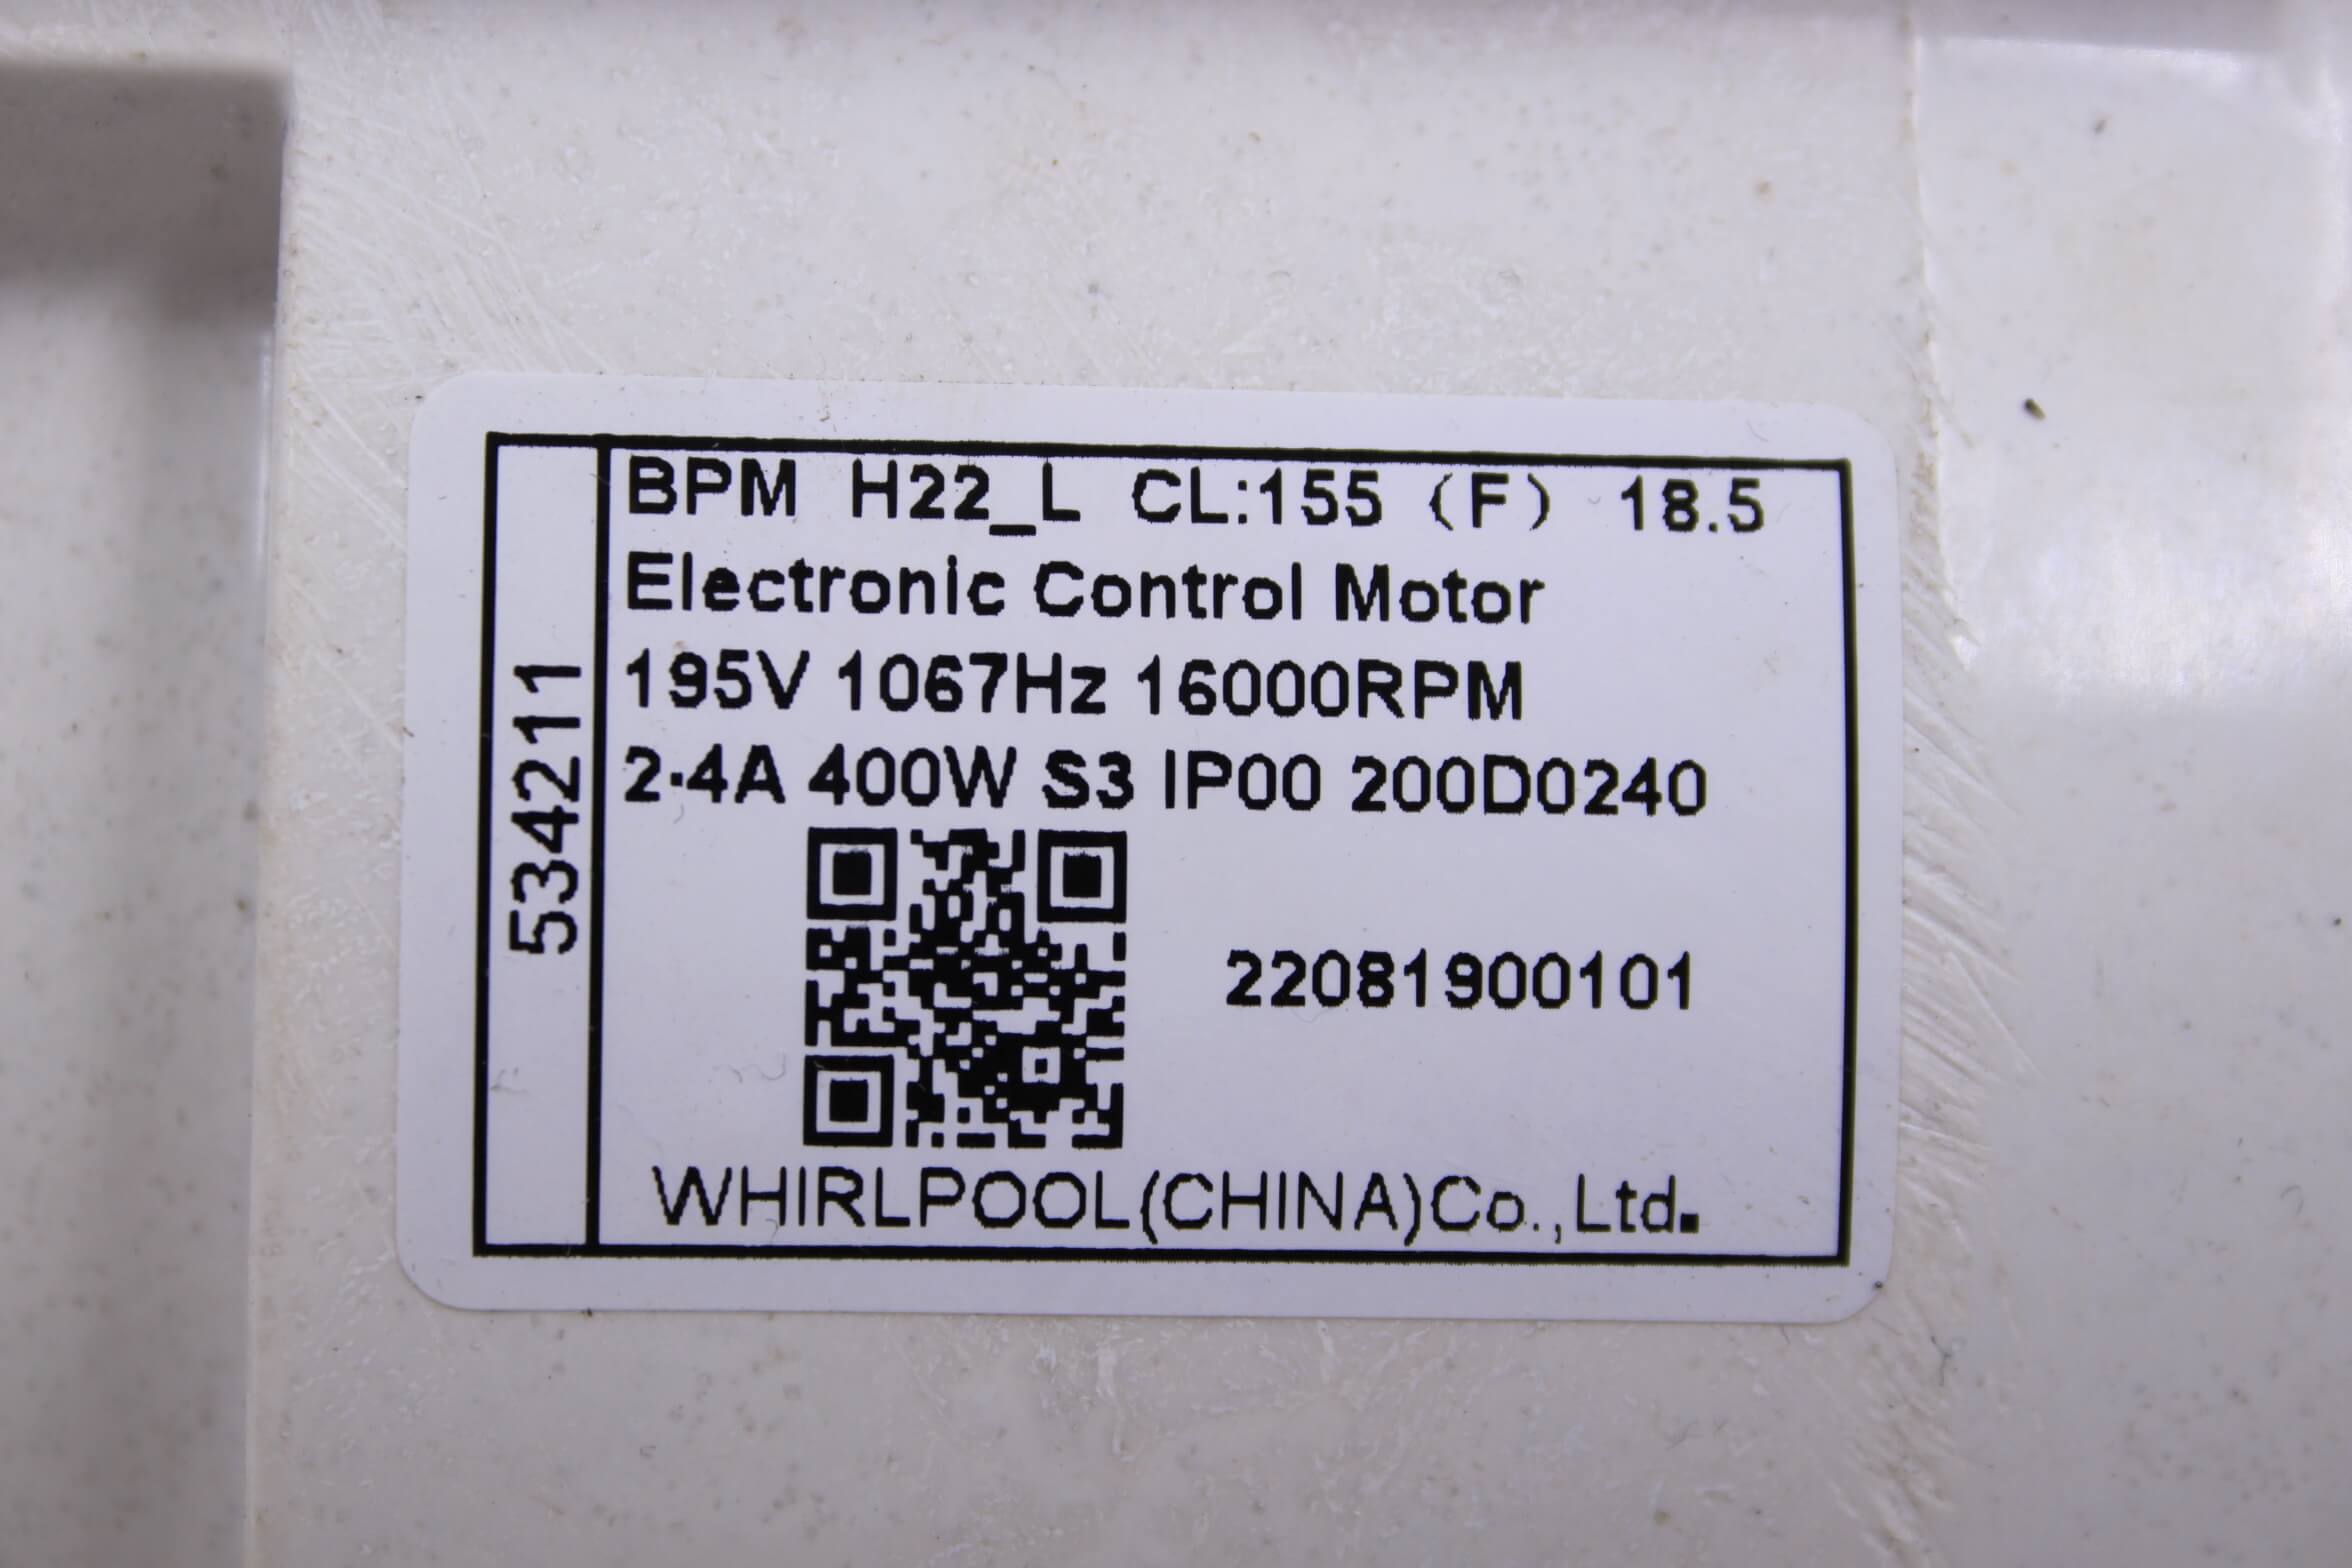 534211
BPM H22_L CL:155 (F) 18.5
Electronic Control Motor
195V 1067Hz 16000RPM
2.4A 400W S3 IP00 200D0240
22081900101
WHIRLPOOL(CHINA)Co.,Ltd.